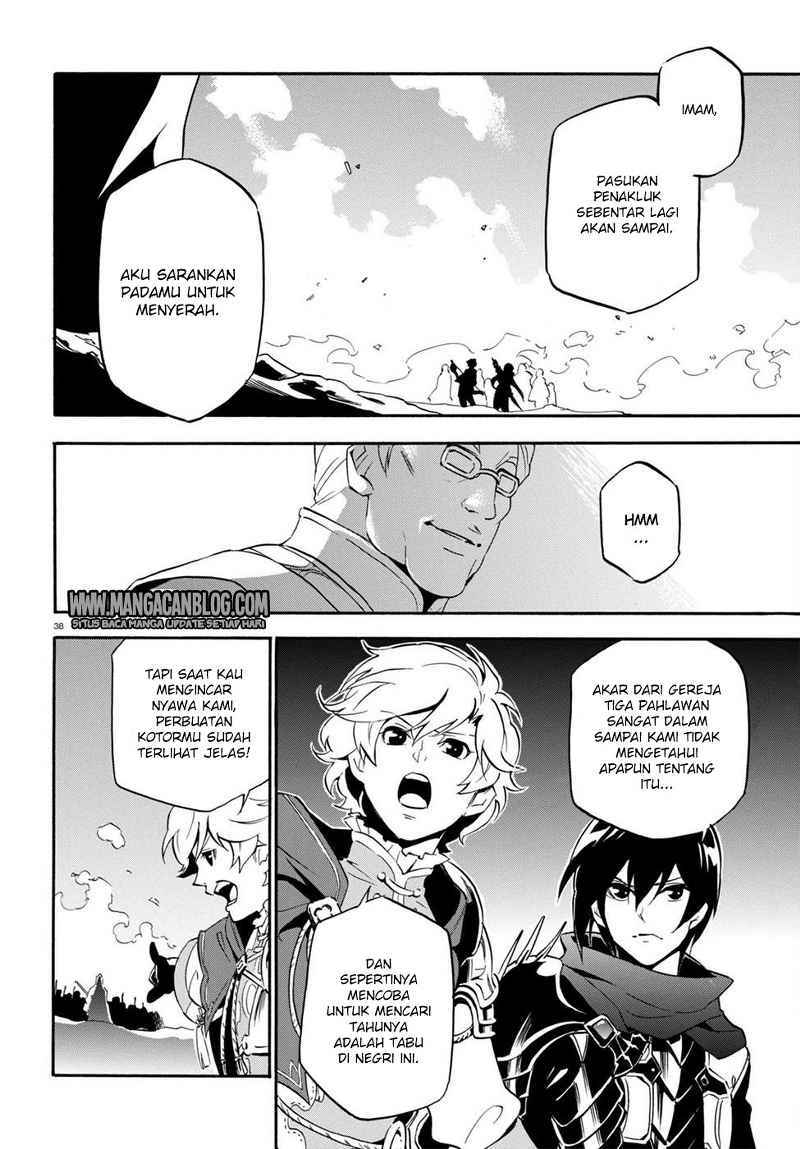 IMAM,
PASUKAN
PENAKLUK
SEBENTAR LAGI
AKAN SAMPAI.
AKU SARANKAN
PADAMU UNTUK
MENYERAH.
HMM
...
WWW.MANGACANBLOG.COM
SITUS BACA MANGA UPDATE SETIAP HARI
38
AKAR DARI GEREJA
TIGA PAHLAWAN
SANGAT DALAM
SAMPAI KAMI TIDAK
MENGETAHUI
APAPUN TENTANG
ITU...
DAN
SEPERTINYA
MENCOBA
UNTUK MENCARI
TAHUNYA
ADALAH TABU
DI NEGRI INI.
TAPI SAAT KAU
MENGINCAR
NYAWA KAMI,
PERBUATAN
KOTORMU SUDAH
TERLIHAT JELAS!